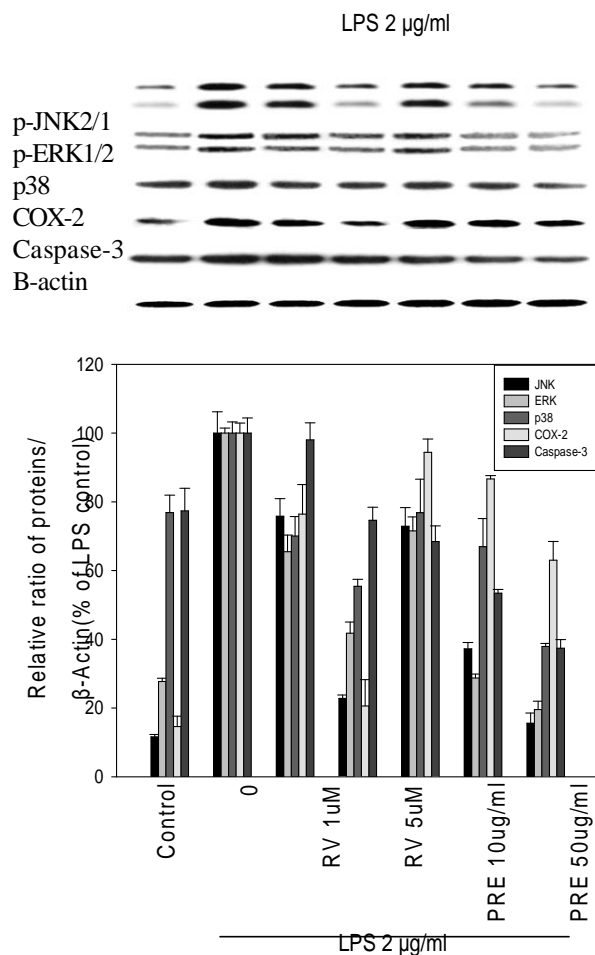 LPS 2 µg/ml
p-JNK2/1
p-ERK1/2
p38
COX-2
Caspase-3
B-actin
120
100
80
60
40
20
0
Relative ratio of proteins/
β-Actin(% of LPS control)
JNK
ERK
p38
COX-2
Caspase-3
Control
0
RV 1uM
RV 5uM
PRE 10ug/ml
PRE 50ug/ml
LPS 2 µg/ml